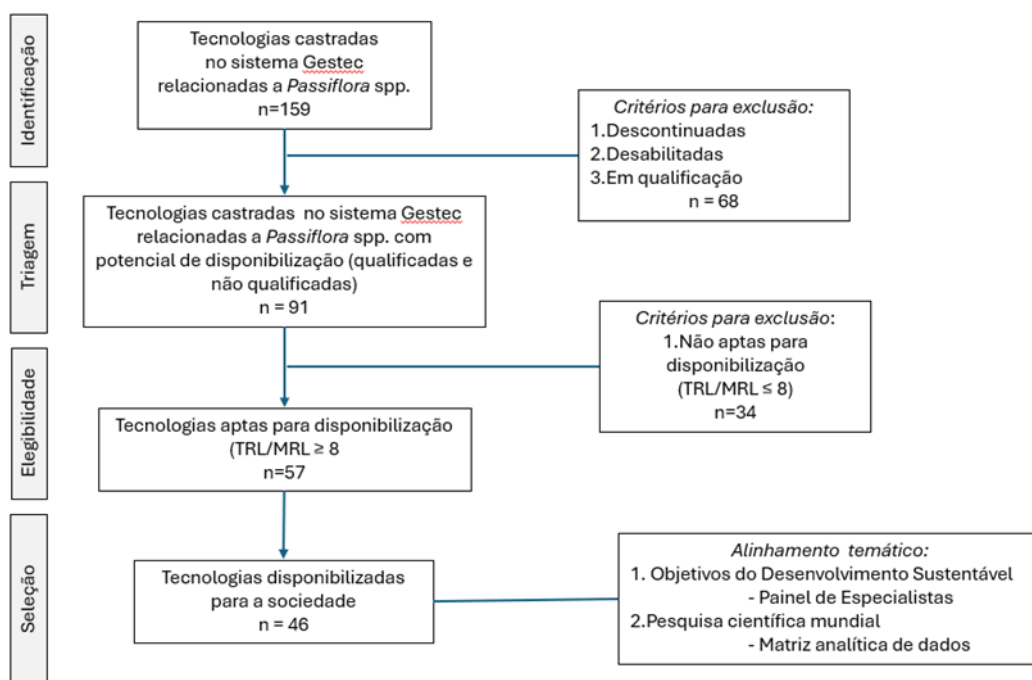 Identificação
Tecnologias castradas
no sistema Gestec
relacionadas a Passiflora spp.
n=159
Critérios para exclusão:
1.Descontinuadas
2.Desabilitadas
3.Em qualificação
n = 68
Triagem
Tecnologias castradas no sistema Gestec
relacionadas a Passiflora spp. com
potencial de disponibilização (qualificadas e
não qualificadas)
n = 91
Critérios para exclusão:
1.Não aptas para
disponibilização
(TRL/MRL ≤ 8)
n=34
Elegibilidade
Tecnologias aptas para disponibilização
(TRL/MRL ≥ 8
n=57
Seleção
Tecnologias disponibilizadas
para a sociedade
n = 46
Alinhamento temático:
1. Objetivos do Desenvolvimento Sustentável
- Painel de Especialistas
2.Pesquisa científica mundial
- Matriz analítica de dados